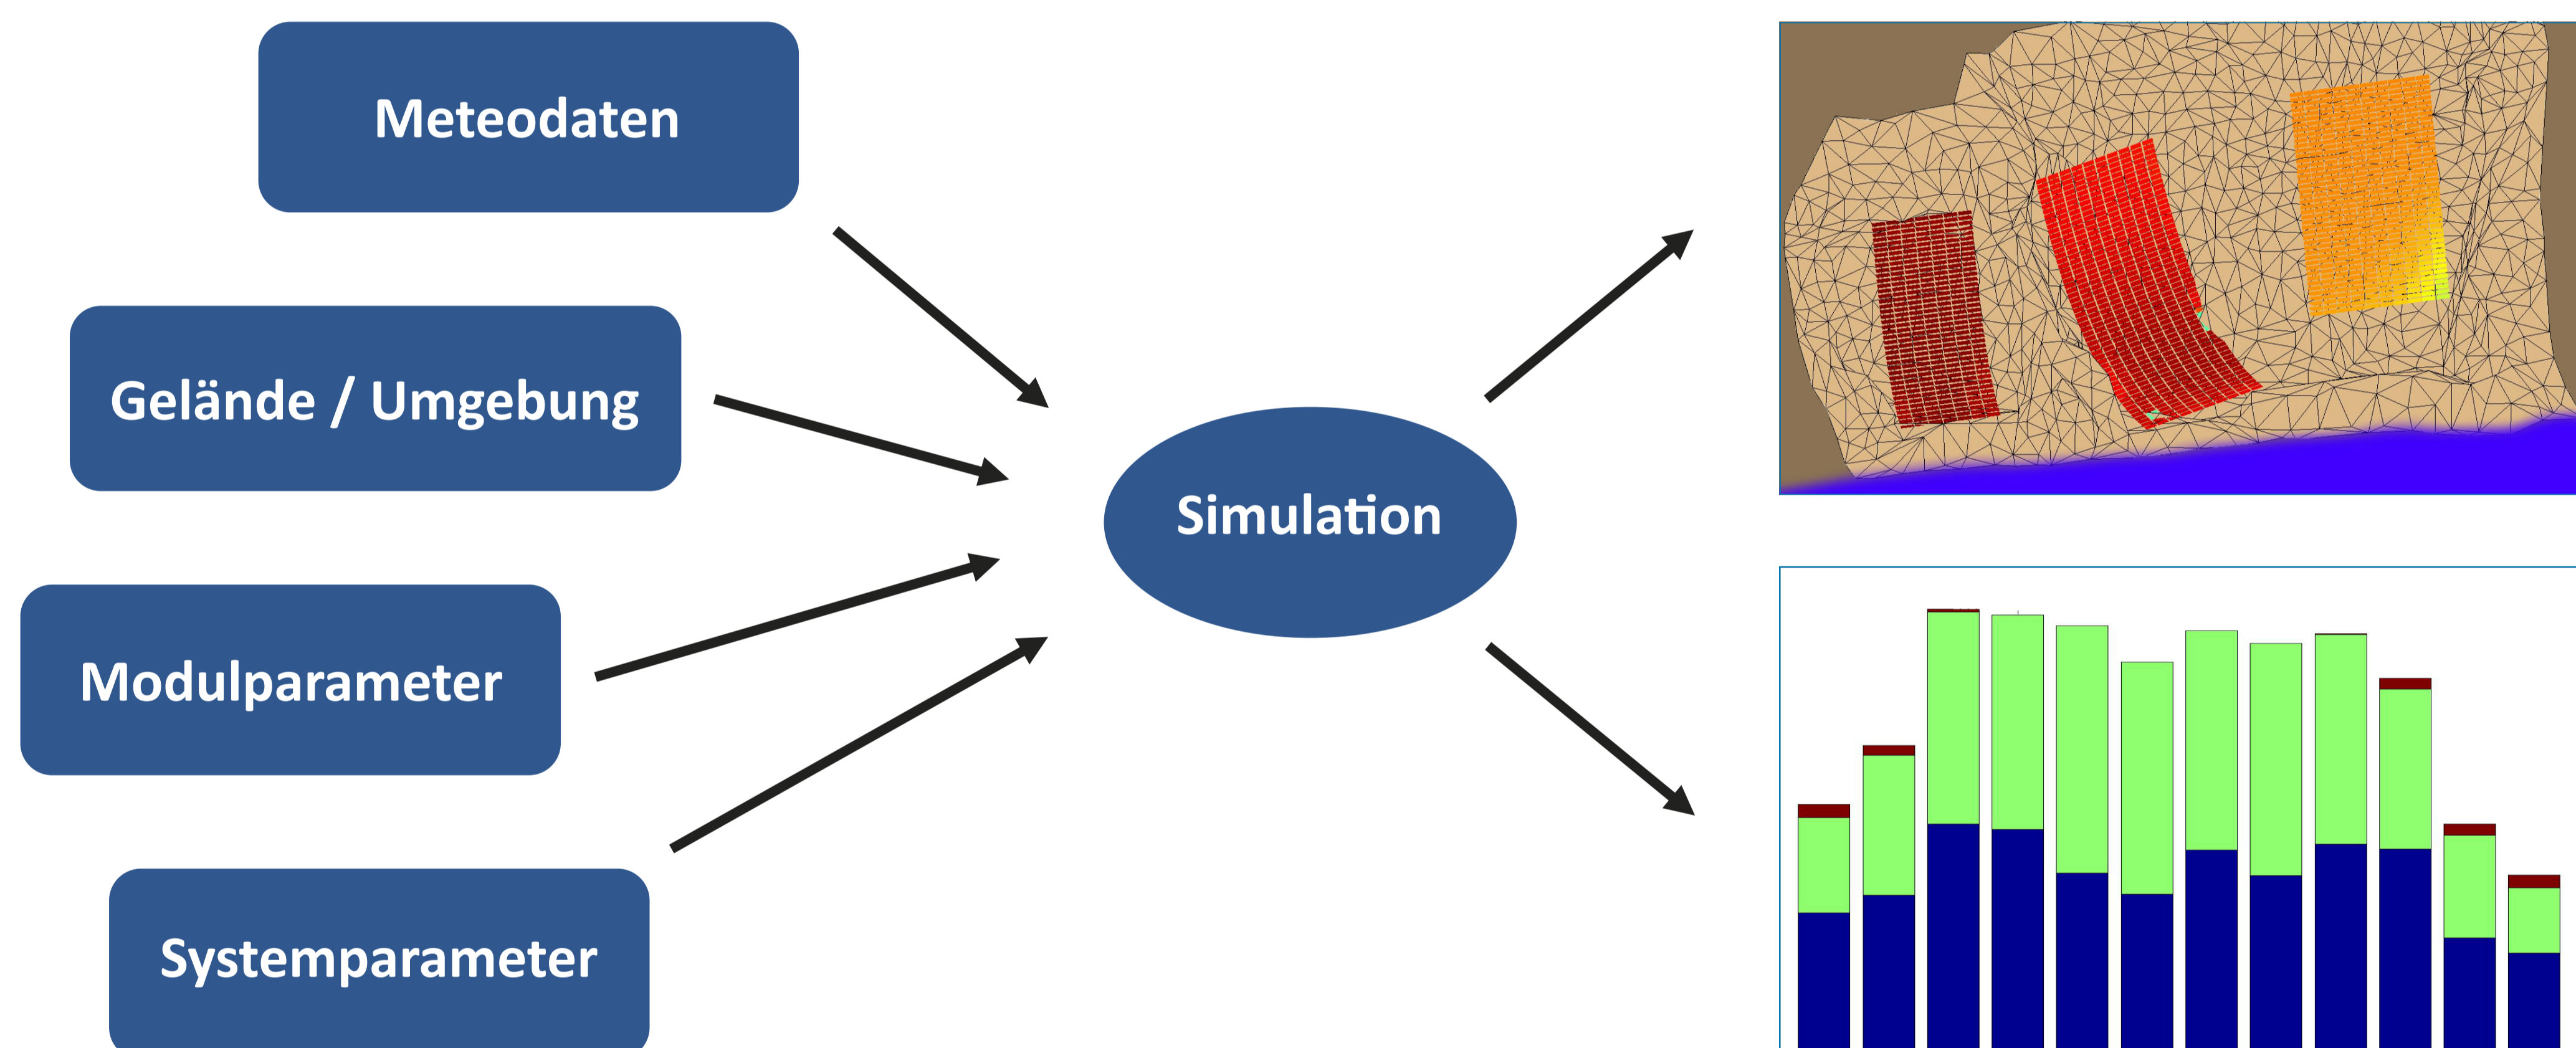 Meteodaten
Gelände / Umgebung
Simulation
Modulparameter
Systemparameter